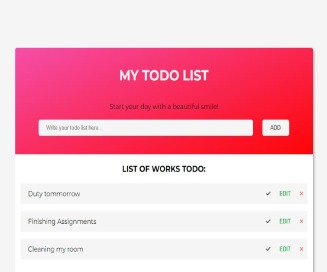 MY TODO LIST
Start your day with a beautiful smile!
Write your todo list here...
ADD
LIST OF WORKS TODO:
Duty tommorrow ✓ EDIT ×
Finishing Assignments ✓ EDIT ×
Cleaning my room ✓ EDIT ×